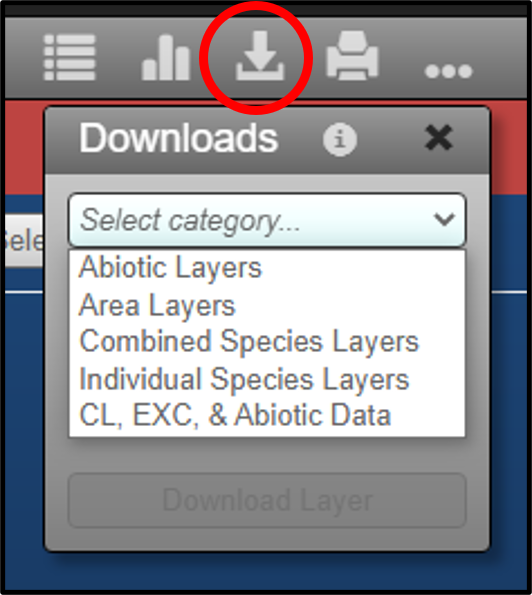 Downloads
Sele
Select category...
Abiotic Layers
Area Layers
Combined Species Layers
Individual Species Layers
CL, EXC, & Abiotic Data
Download Layer